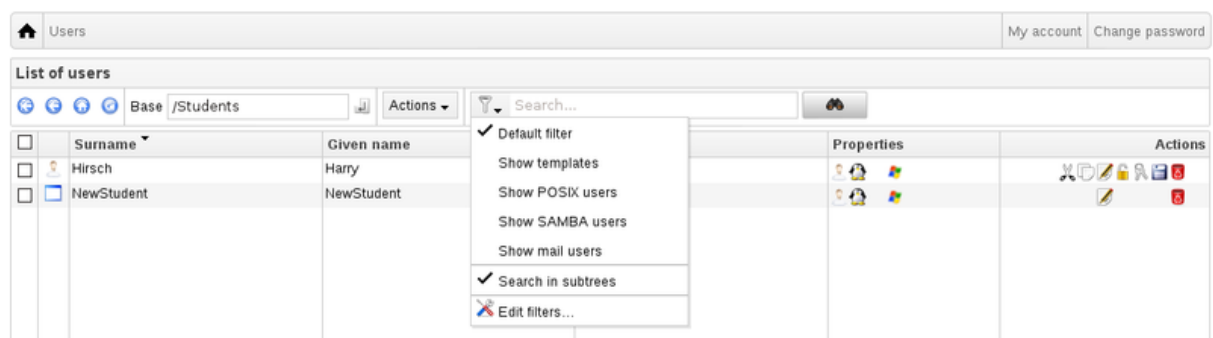 Users My account Change password
List of users
Base /Students Actions Search...
Surname Given name Properties Actions
Hirsch Harry
NewStudent NewStudent
Default filter
Show templates
Show POSIX users
Show SAMBA users
Show mail users
Search in subtrees
Edit filters...